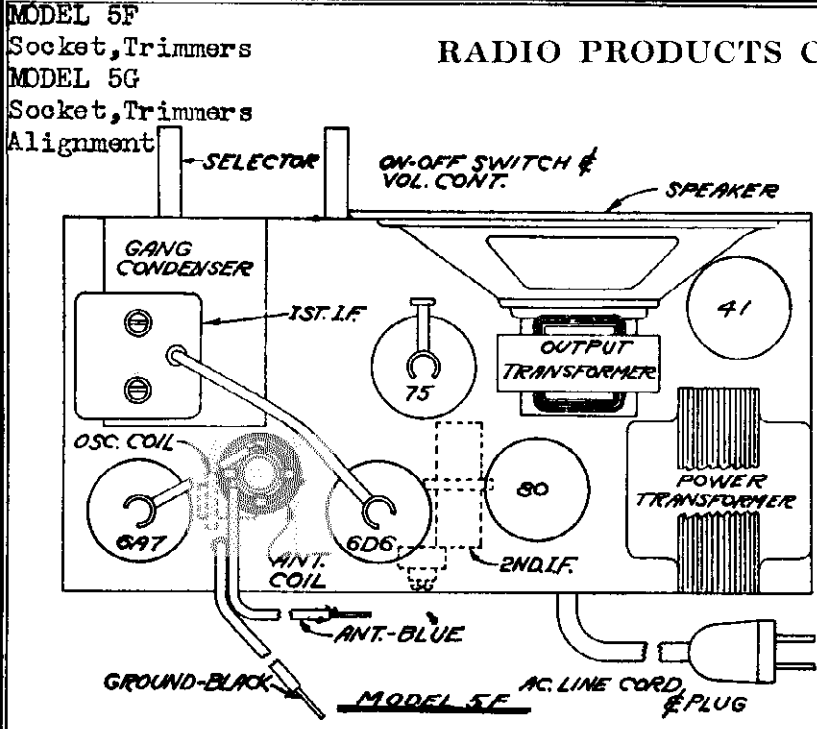 MODEL 5F
Socket,Trimmers
MODEL 5G
Socket,Trimmers
Alignment
RADIO PRODUCTS C
SELECTOR
ON-OFF SWITCH &
VOL. CONT.
SPEAKER
GANG
CONDENSER
1ST. I.F.
41
75
OUTPUT
TRANSFORMER
OSC. COIL
6A7
6D6
80
POWER
TRANSFORMER
ANT.
COIL
2ND. I.F.
ANT.-BLUE
GROUND-BLACK
MODEL 5F
AC. LINE CORD
& PLUG